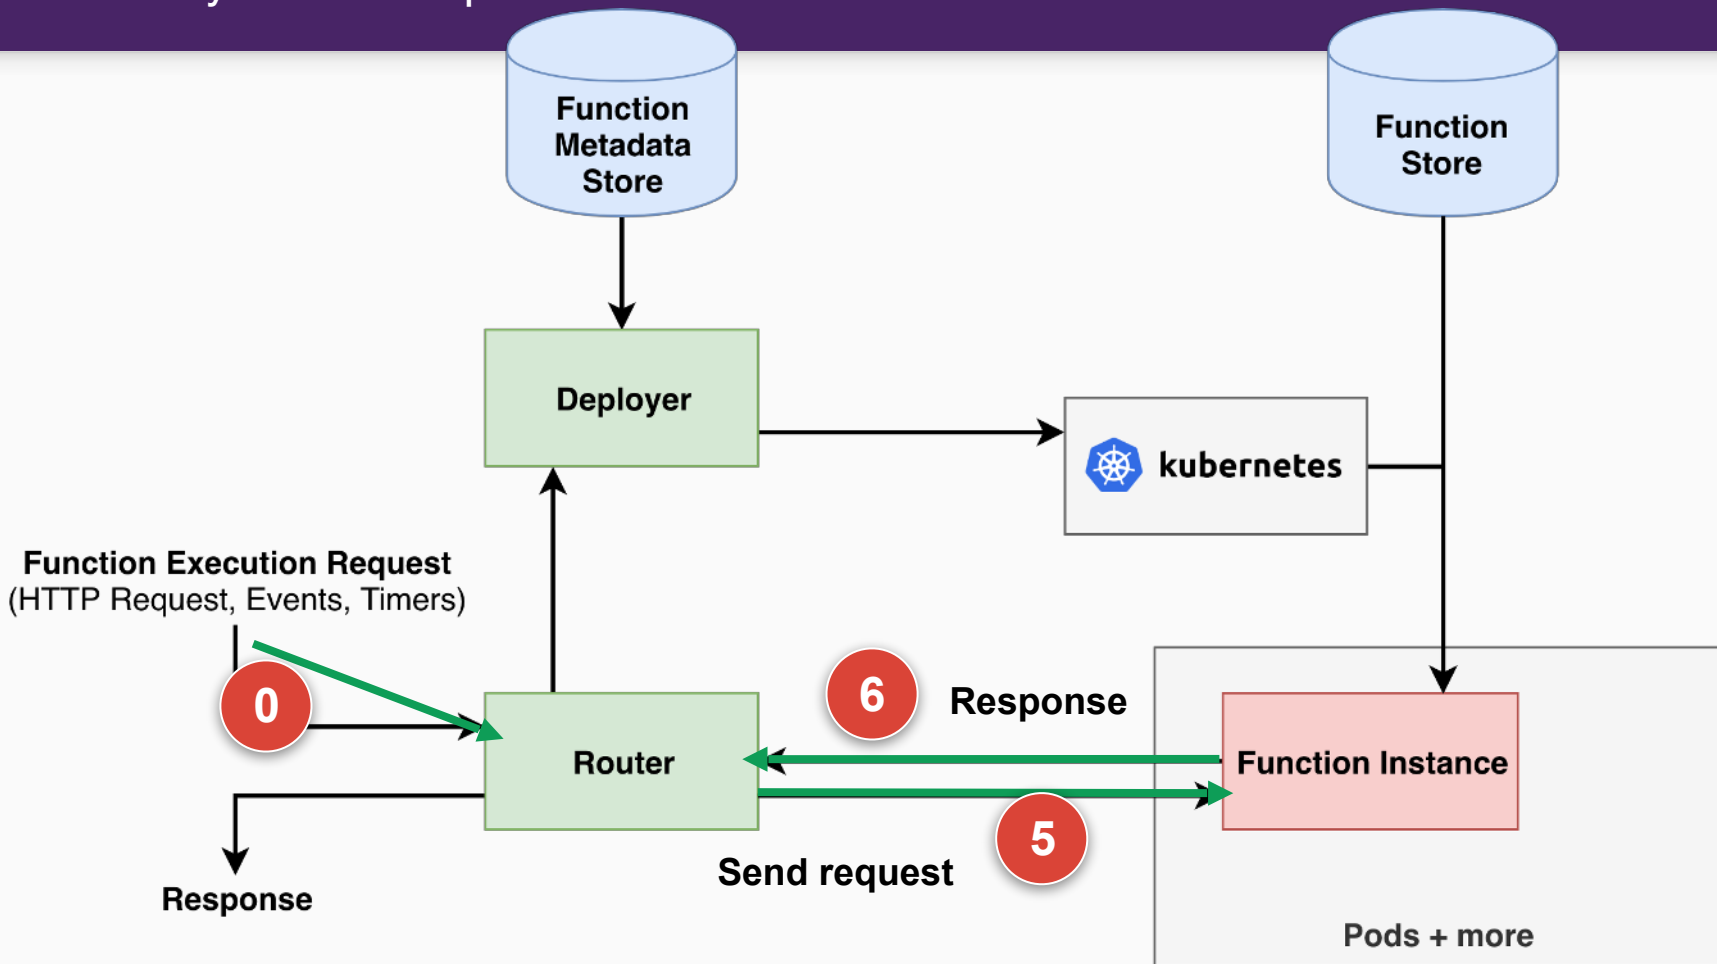 Function
Metadata
Store
Function
Store
Deployer
kubernetes
Function Execution Request
(HTTP Request, Events, Timers)
0
6
Response
Router
Function Instance
5
Send request
Response
Pods + more